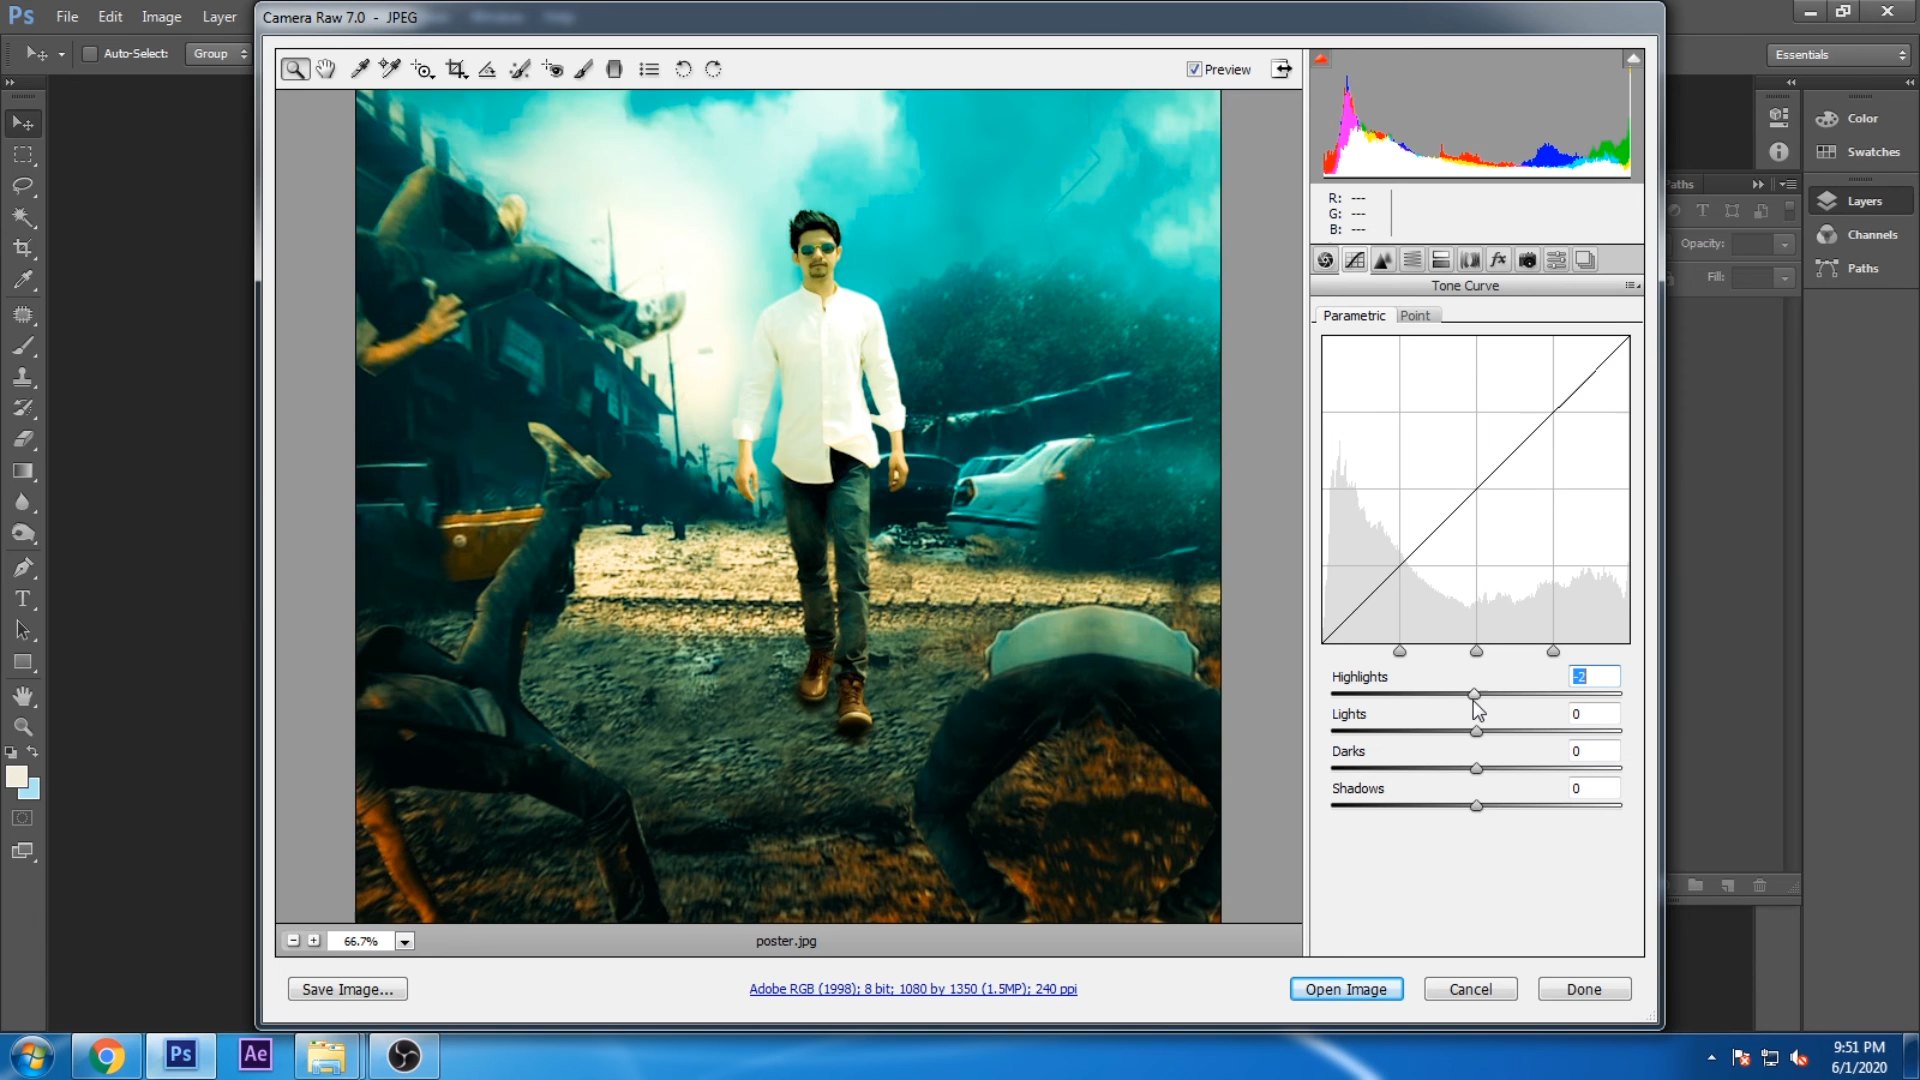 Ps File Edit Image Layer
Camera Raw 7.0 - JPEG
Auto-Select: Group
Preview
Essentials
R: ---
G: ---
B: ---
Tone Curve
Parametric Point
Highlights -2
Lights 0
Darks 0
Shadows 0
Paths
Opacity:
Fill:
Color
Swatches
Layers
Channels
Paths
66.7%
poster.jpg
Save Image...
Adobe RGB (1998); 8 bit; 1080 by 1350 (1.5MP); 240 ppi
Open Image Cancel Done
Ps Ae
9:51 PM
6/1/2020